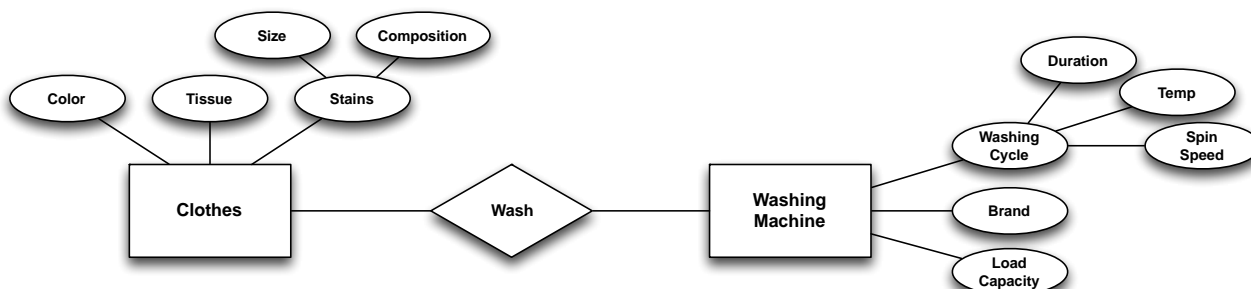 Size
Composition
Duration
Color
Tissue
Stains
Temp
Washing
Cycle
Spin
Speed
Clothes
Wash
Washing
Machine
Brand
Load
Capacity